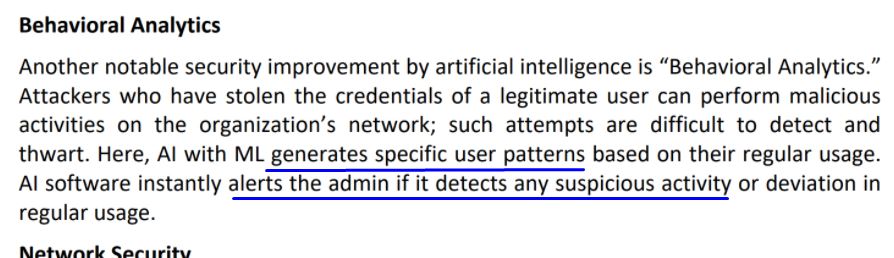 Behavioral Analytics
Another notable security improvement by artificial intelligence is “Behavioral Analytics.”
Attackers who have stolen the credentials of a legitimate user can perform malicious
activities on the organization’s network; such attempts are difficult to detect and
thwart. Here, AI with ML generates specific user patterns based on their regular usage.
AI software instantly alerts the admin if it detects any suspicious activity or deviation in
regular usage.
Network Security